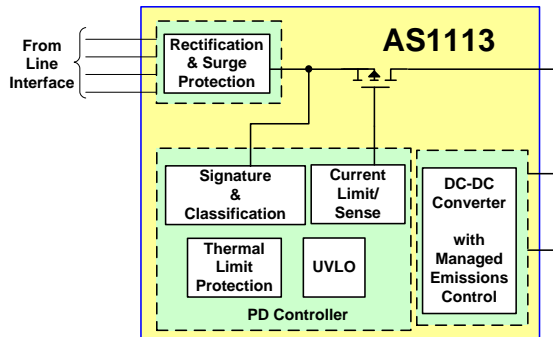 AS1113
From
Line
Interface
Rectification
& Surge
Protection
Signature
&
Classification
Current
Limit/
Sense
Thermal
Limit
Protection
UVLO
PD Controller
DC-DC
Converter
with
Managed
Emissions
Control